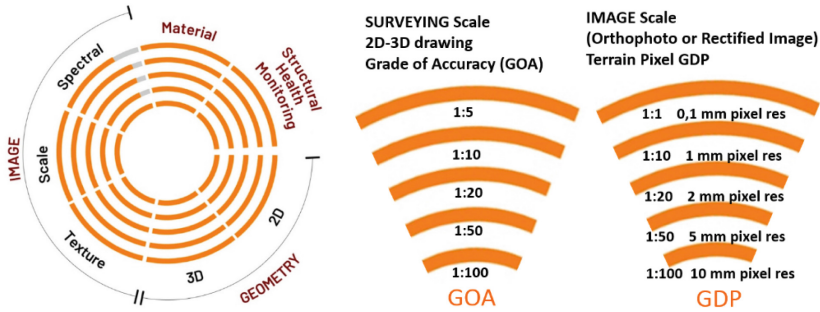 Spectral
Material
Structural
Health
Monitoring
IMAGE
Scale
Texture
3D
2D
GEOMETRY
I
I
II
SURVEYING Scale
2D-3D drawing
Grade of Accuracy (GOA)
1:5
1:10
1:20
1:50
1:100
GOA
IMAGE Scale
(Orthophoto or Rectified Image)
Terrain Pixel GDP
1:1 0,1 mm pixel res
1:10 1 mm pixel res
1:20 2 mm pixel res
1:50 5 mm pixel res
1:100 10 mm pixel res
GDP